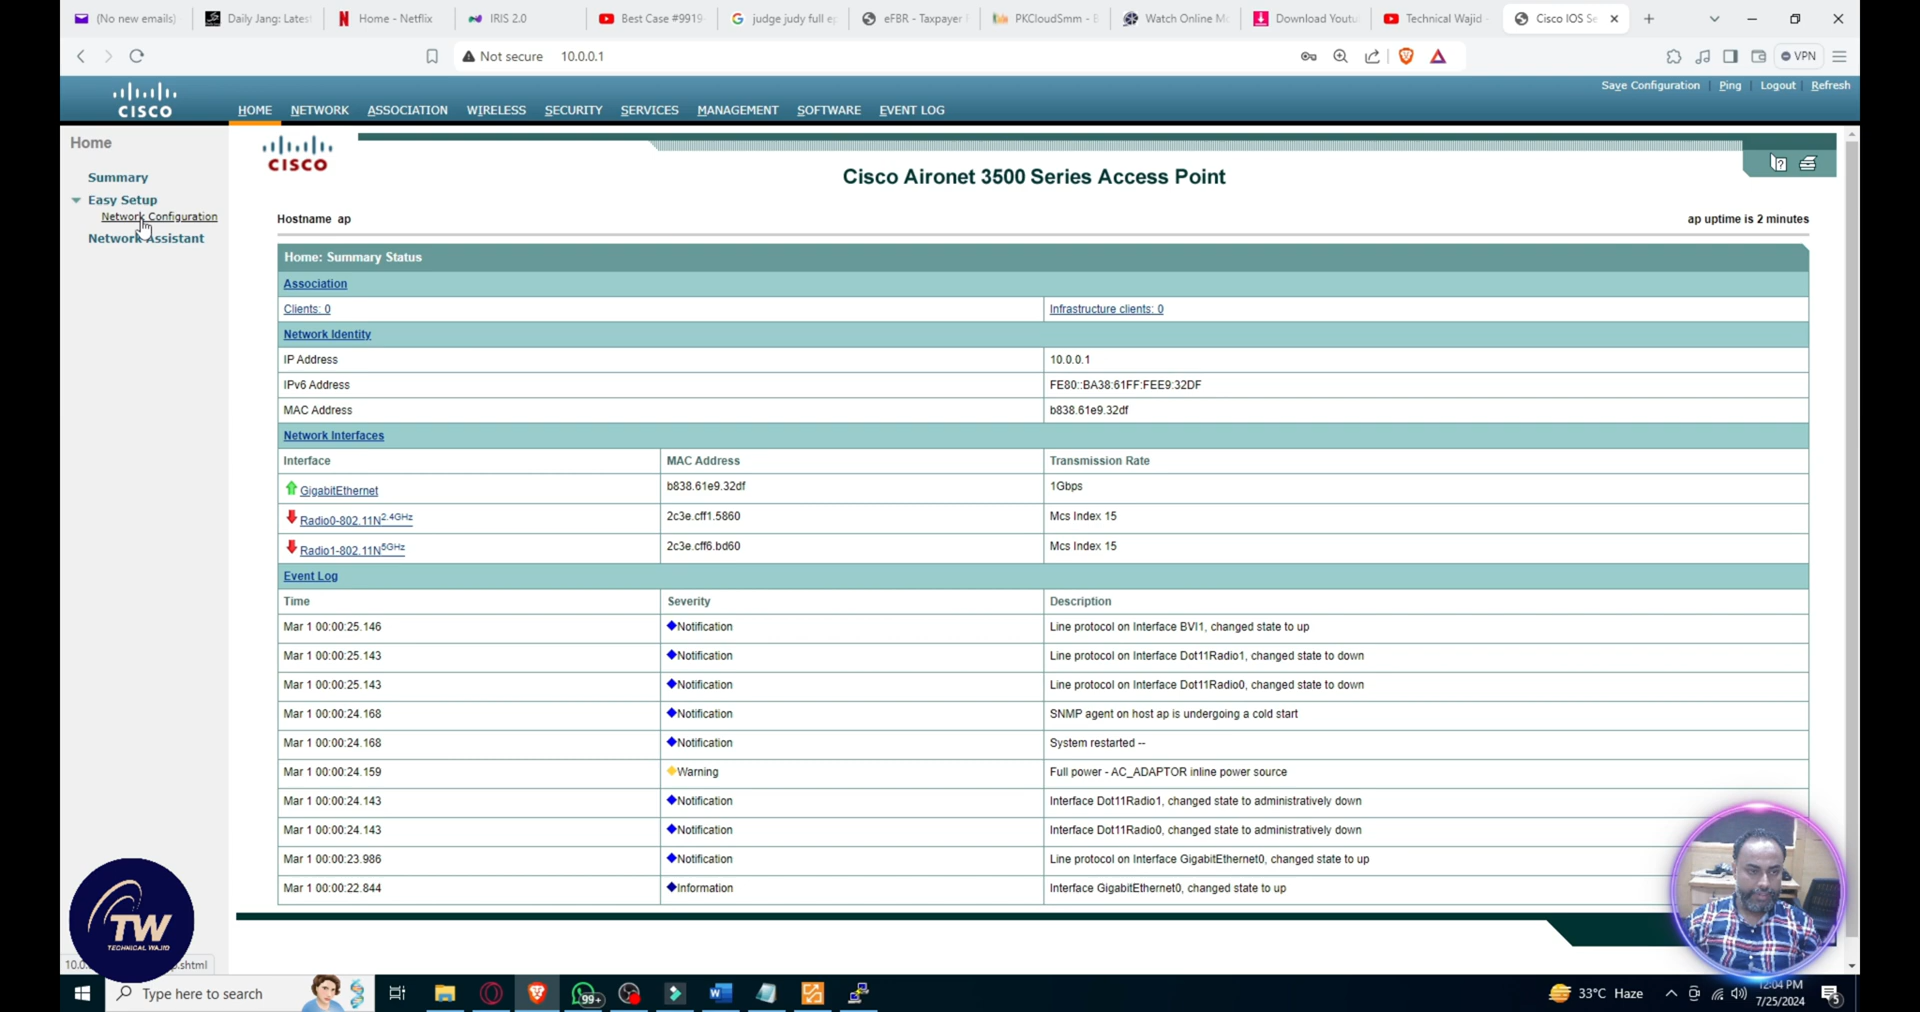 (No new emails)
Daily Jang: Lates
Home - Netflix
IRIS 2.0
Best Case #9919-
judge judy full ep
eFBR - Taxpayer
PKCloudSmm - B
Watch Online Mo
Download Youtu
Technical Wajid -
Cisco IOS Se
Not secure 10.0.0.1
VPN
CISCO
Save Configuration | Ping | Logout | Refresh
HOME NETWORK ASSOCIATION WIRELESS SECURITY SERVICES MANAGEMENT SOFTWARE EVENT LOG
Home
Summary
Easy Setup
Network Configuration
Network Assistant
CISCO
Cisco Aironet 3500 Series Access Point
Hostname ap
ap uptime is 2 minutes
Home: Summary Status
Association
Clients: 0 Infrastructure clients: 0
Network Identity
IP Address 10.0.0.1
IPv6 Address FE80::BA38:61FF:FEE9:32DF
MAC Address b838.61e9.32df
Network Interfaces
Interface MAC Address Transmission Rate
GigabitEthernet b838.61e9.32df 1Gbps
Radio0-802.11N2.4GHz 2c3e.cff1.5860 Mcs Index 15
Radio1-802.11N5GHz 2c3e.cff6.bd60 Mcs Index 15
Event Log
Time Severity Description
Mar 1 00:00:25.146 Notification Line protocol on Interface BVI1, changed state to up
Mar 1 00:00:25.143 Notification Line protocol on Interface Dot11Radio1, changed state to down
Mar 1 00:00:25.143 Notification Line protocol on Interface Dot11Radio0, changed state to down
Mar 1 00:00:24.168 Notification SNMP agent on host ap is undergoing a cold start
Mar 1 00:00:24.168 Notification System restarted --
Mar 1 00:00:24.159 Warning Full power - AC_ADAPTOR inline power source
Mar 1 00:00:24.143 Notification Interface Dot11Radio1, changed state to administratively down
Mar 1 00:00:24.143 Notification Interface Dot11Radio0, changed state to administratively down
Mar 1 00:00:23.986 Notification Line protocol on Interface GigabitEthernet0, changed state to up
Mar 1 00:00:22.844 Information Interface GigabitEthernet0, changed state to up
TW
TECHNICAL WAJID
Type here to search
99+
33°C Haze
12:04 PM
7/25/2024
5